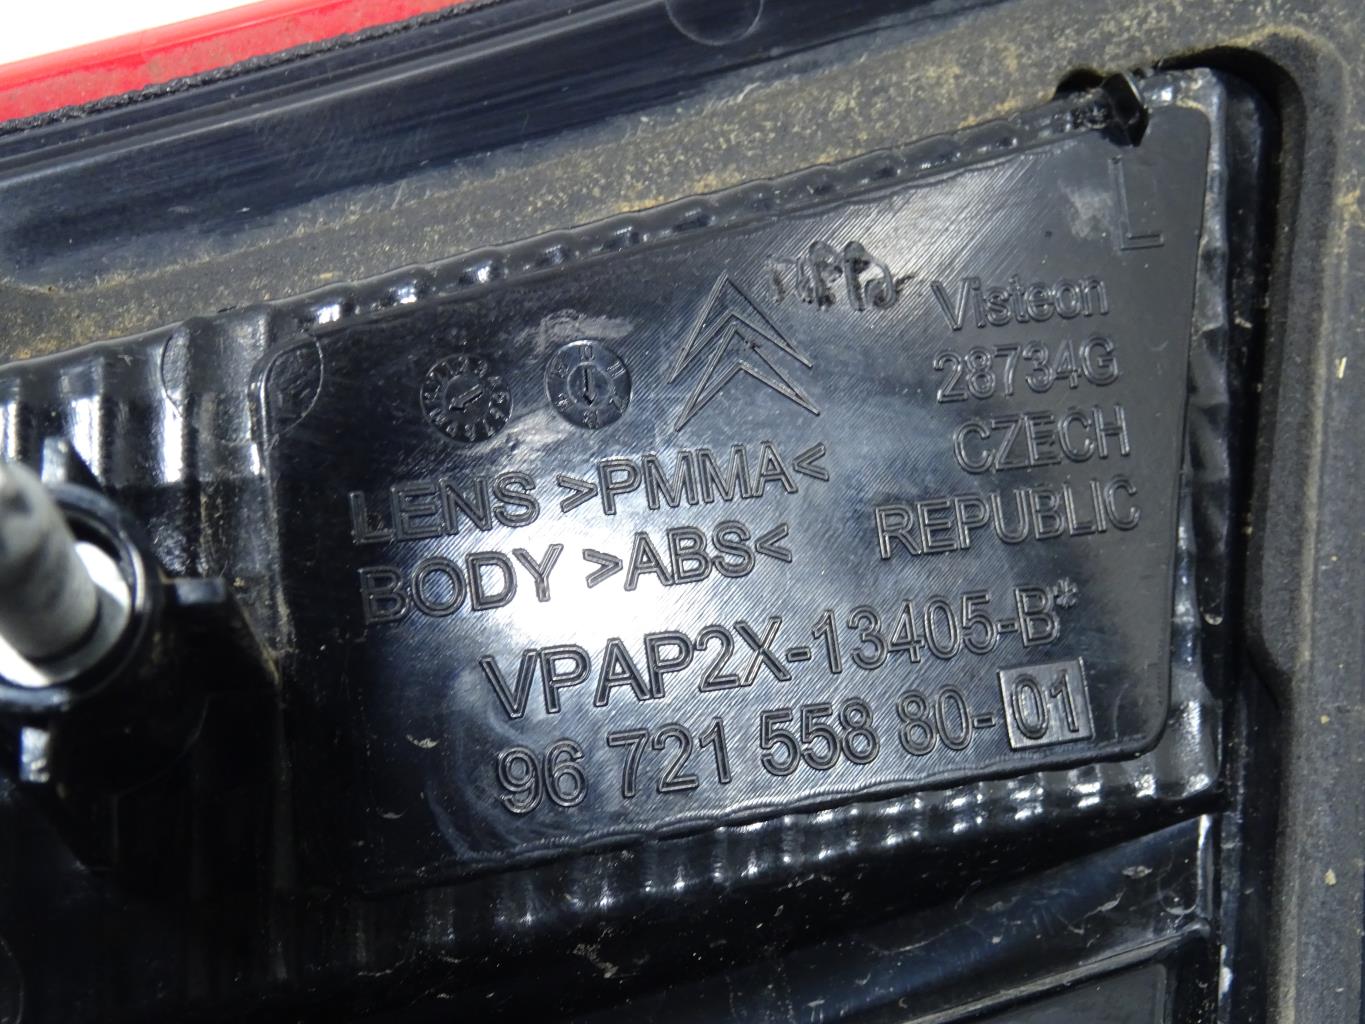 L
Visteon
28734G
CZECH
REPUBLIC
LENS >PMMA<
BODY >ABS<
VPAP2X-13405-B*
96 721 558 80-01